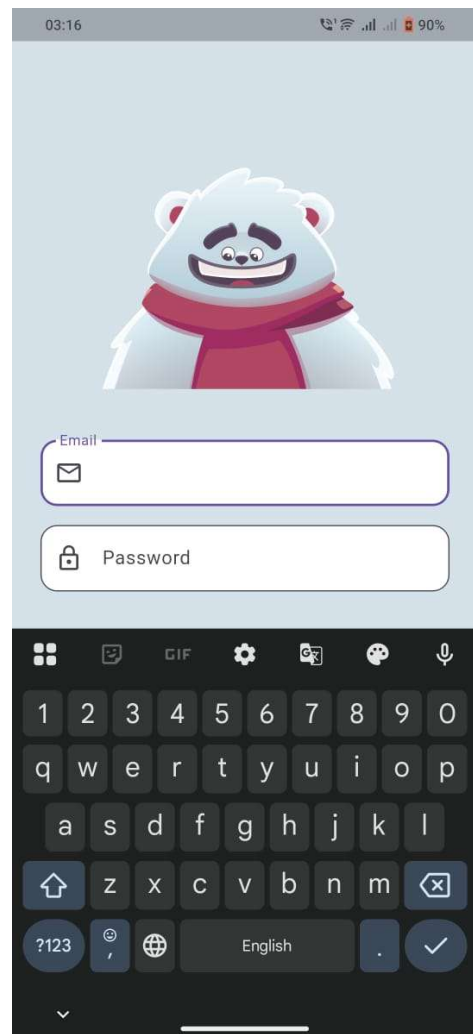 03:16 90%
Email
Password
GIF
1 2 3 4 5 6 7 8 9 0
q w e r t y u i o p
a s d f g h j k l
z x c v b n m
?123 , English .